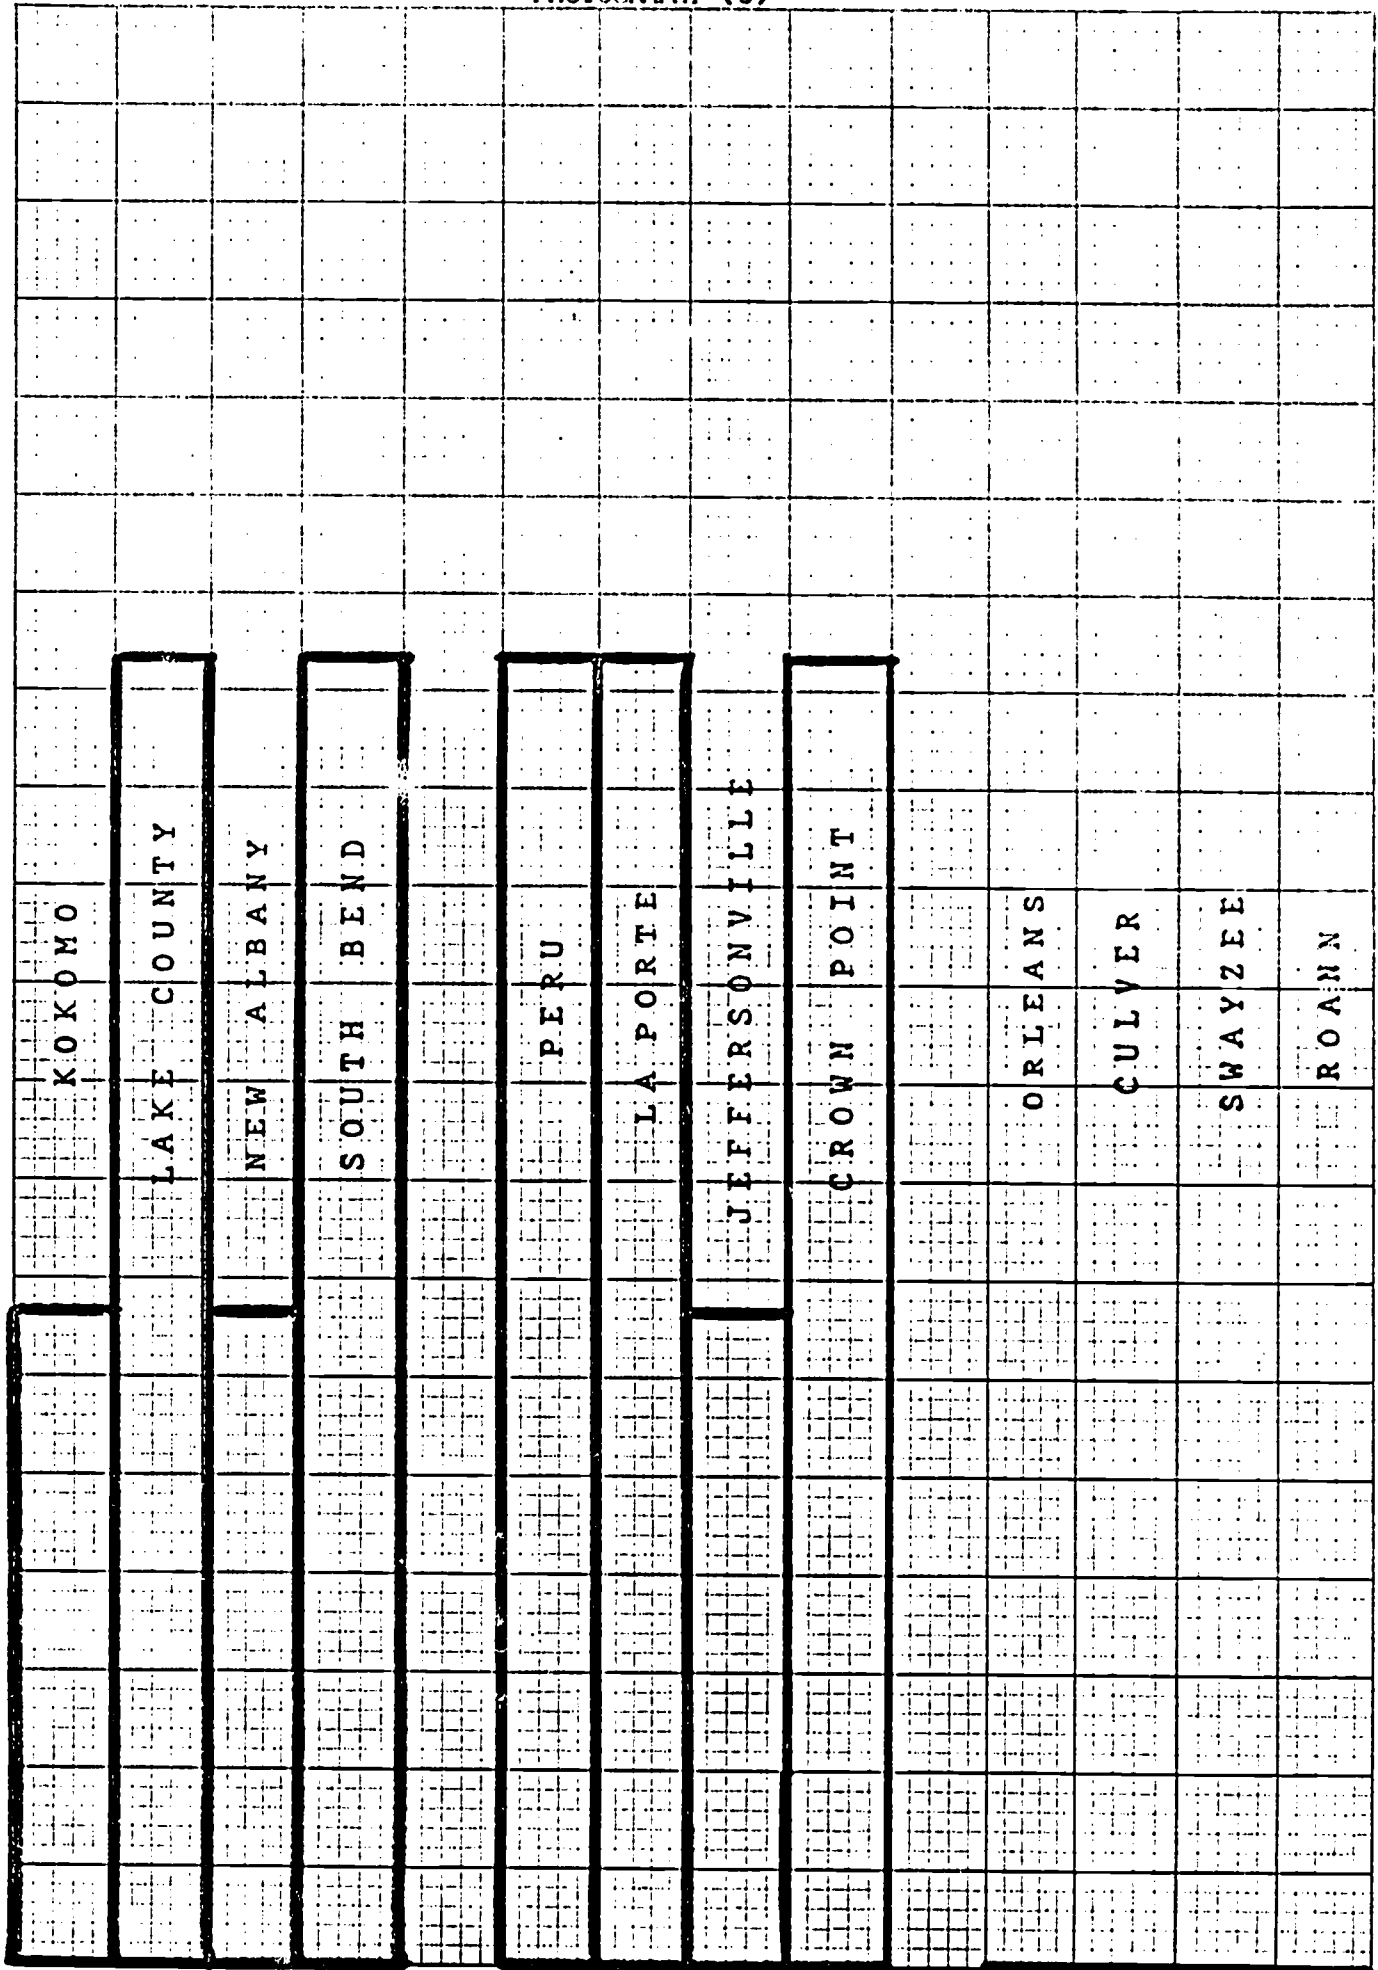 KOKOMO
LAKE COUNTY
NEW ALBANY
SOUTH BEND
PERU
LA PORTE
JEFFERSONVILLE
CROWN POINT
ORLEANS
CULVER
SWAYZEE
ROANN